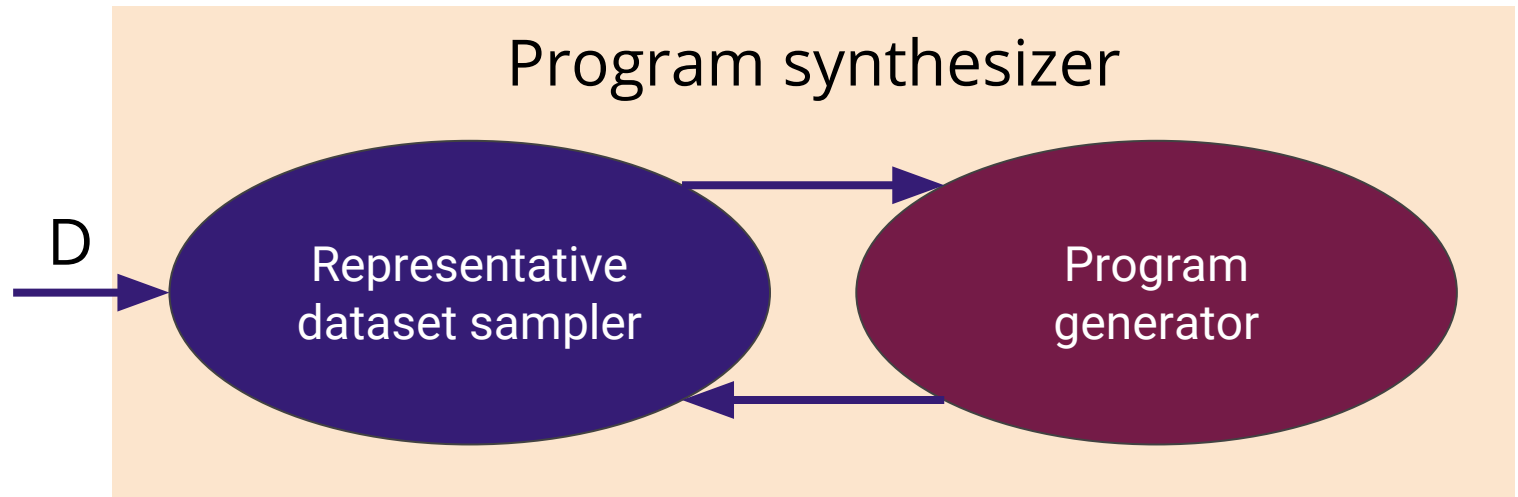 Program synthesizer
D
Representative
dataset sampler
Program
generator